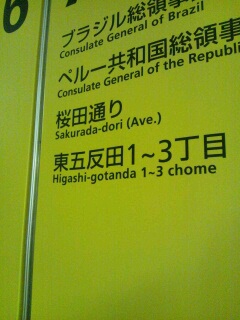 6
ブラジル総領事
Consulate General of Brazil
ペルー共和国総領事
Consulate General of the Republi
桜田通り
Sakurada-dori (Ave.)
東五反田1~3丁目
Higashi-gotanda 1~3 chome